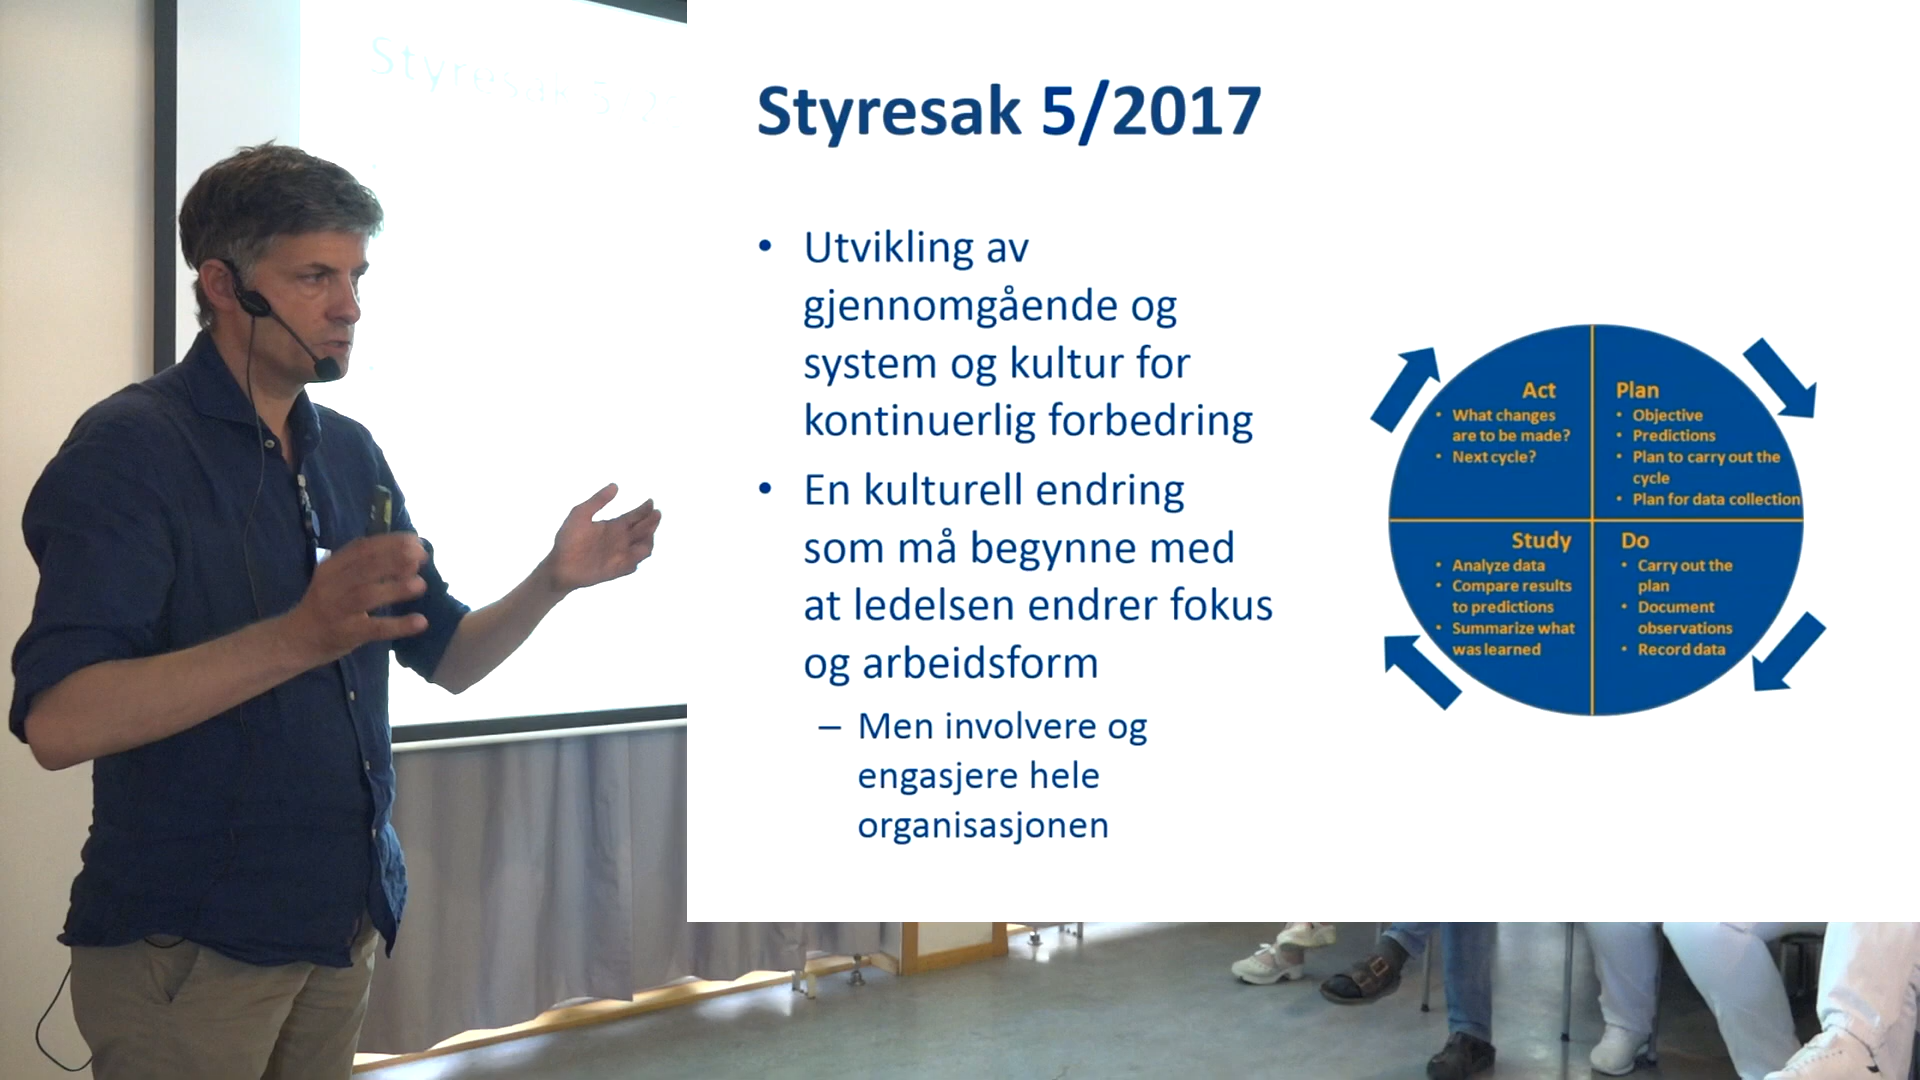 Styresak 5/2017
• Utvikling av
gjennomgående og
system og kultur for
kontinuerlig forbedring
• En kulturell endring
som må begynne med
at ledelsen endrer fokus
og arbeidsform
– Men involvere og
engasjere hele
organisasjonen
Act
• What changes
are to be made?
• Next cycle?
Plan
• Objective
• Predictions
• Plan to carry out the
cycle
• Plan for data collection
Study
• Analyze data
• Compare results
to predictions
• Summarize what
was learned
Do
• Carry out the
plan
• Document
observations
• Record data
Styresak 5 20